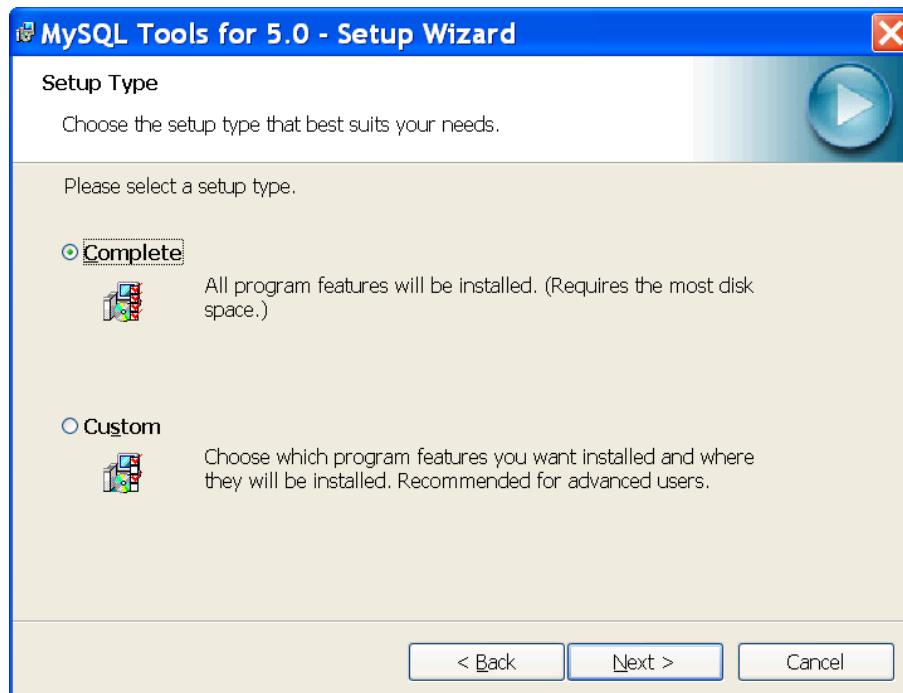 MySQL Tools for 5.0 - Setup Wizard
Setup Type
Choose the setup type that best suits your needs.
Please select a setup type.
Complete
All program features will be installed. (Requires the most disk
space.)
Custom
Choose which program features you want installed and where
they will be installed. Recommended for advanced users.
< Back
Next >
Cancel